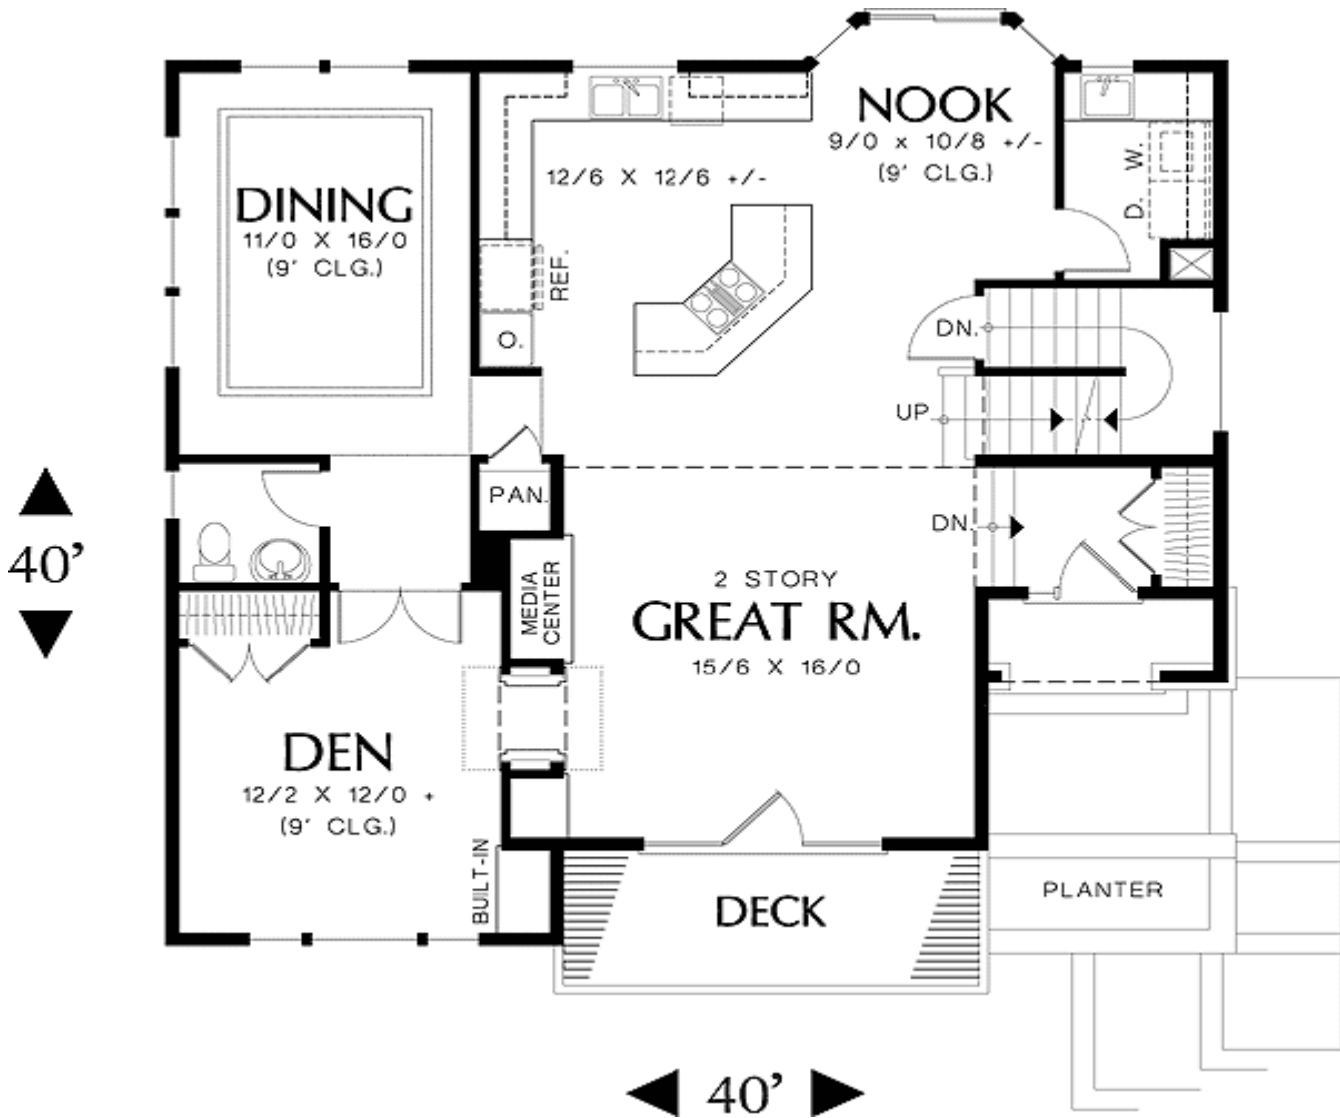 NOOK
9/0 x 10/8 +/-
(9' CLG.)
12/6 X 12/6 +/-
DINING
11/0 X 16/0
(9' CLG.)
W.
D.
REF.
O.
DN.
UP
PAN.
DN.
40'
MEDIA
CENTER
2 STORY
GREAT RM.
15/6 X 16/0
DEN
12/2 X 12/0 +
(9' CLG.)
BUILT-IN
DECK
PLANTER
40'